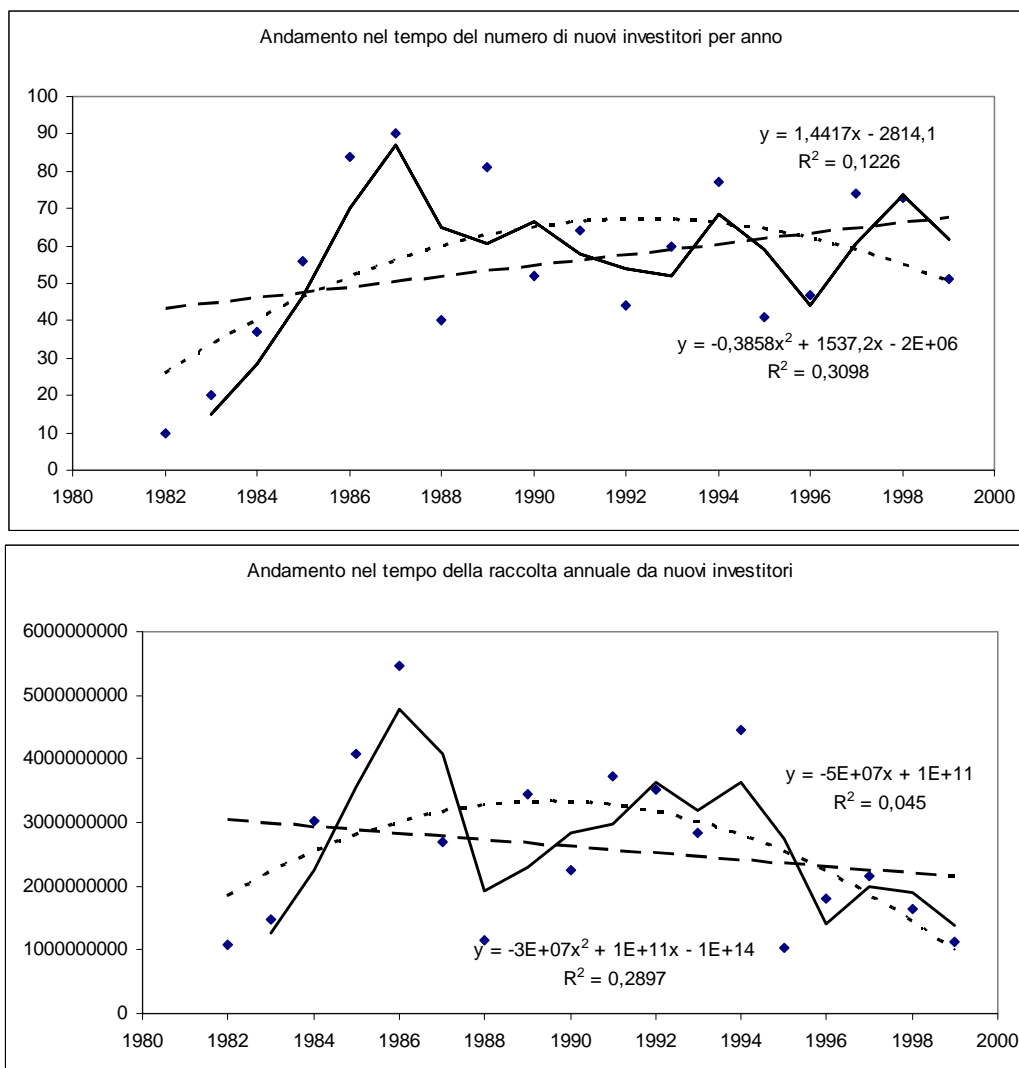 Andamento nel tempo del numero di nuovi investitori per anno
100
90
80
70
60
50
40
30
20
10
0
y = 1,4417x - 2814,1
R² = 0,1226
y = -0,3858x² + 1537,2x - 2E+06
R² = 0,3098
1980 1982 1984 1986 1988 1990 1992 1994 1996 1998 2000
Andamento nel tempo della raccolta annuale da nuovi investitori
6000000000
5000000000
4000000000
3000000000
2000000000
1000000000
0
y = -5E+07x + 1E+11
R² = 0,045
y = -3E+07x² + 1E+11x - 1E+14
R² = 0,2897
1980 1982 1984 1986 1988 1990 1992 1994 1996 1998 2000